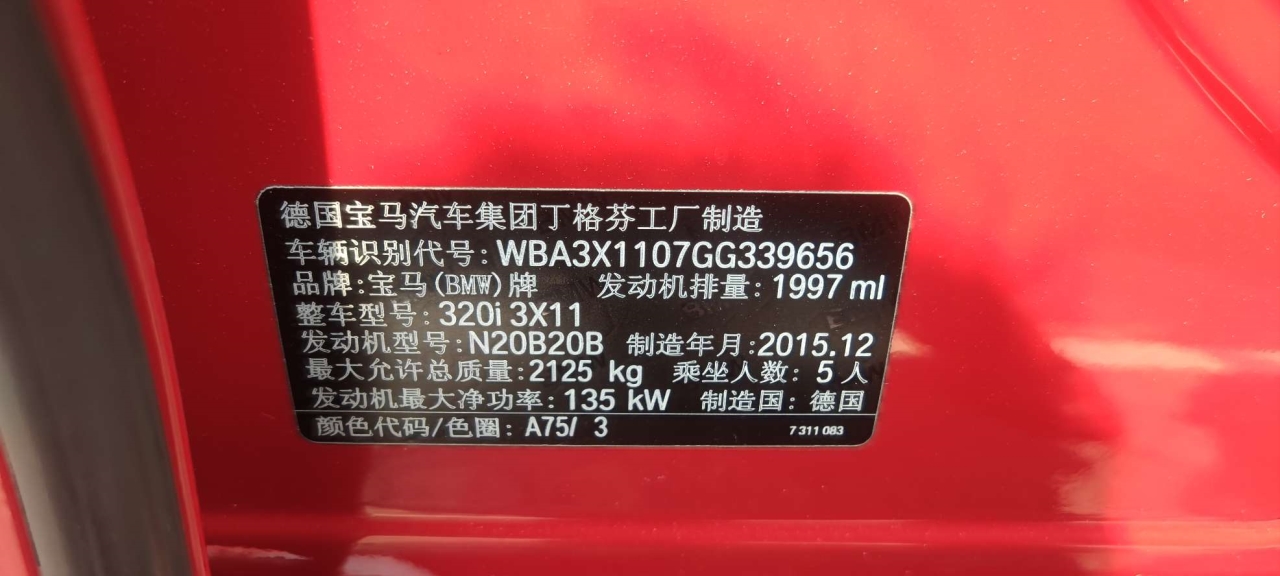 德国宝马汽车集团丁格芬工厂制造
车辆识别代号: WBA3X1107GG339656
品牌:宝马(BMW)牌 发动机排量: 1997 ml
整车型号: 320i 3X11
发动机型号: N20B20B 制造年月: 2015.12
最大允许总质量: 2125 kg 乘坐人数: 5 人
发动机最大净功率: 135 kW 制造国: 德国
颜色代码/色圈: A75/ 3 7 311 083